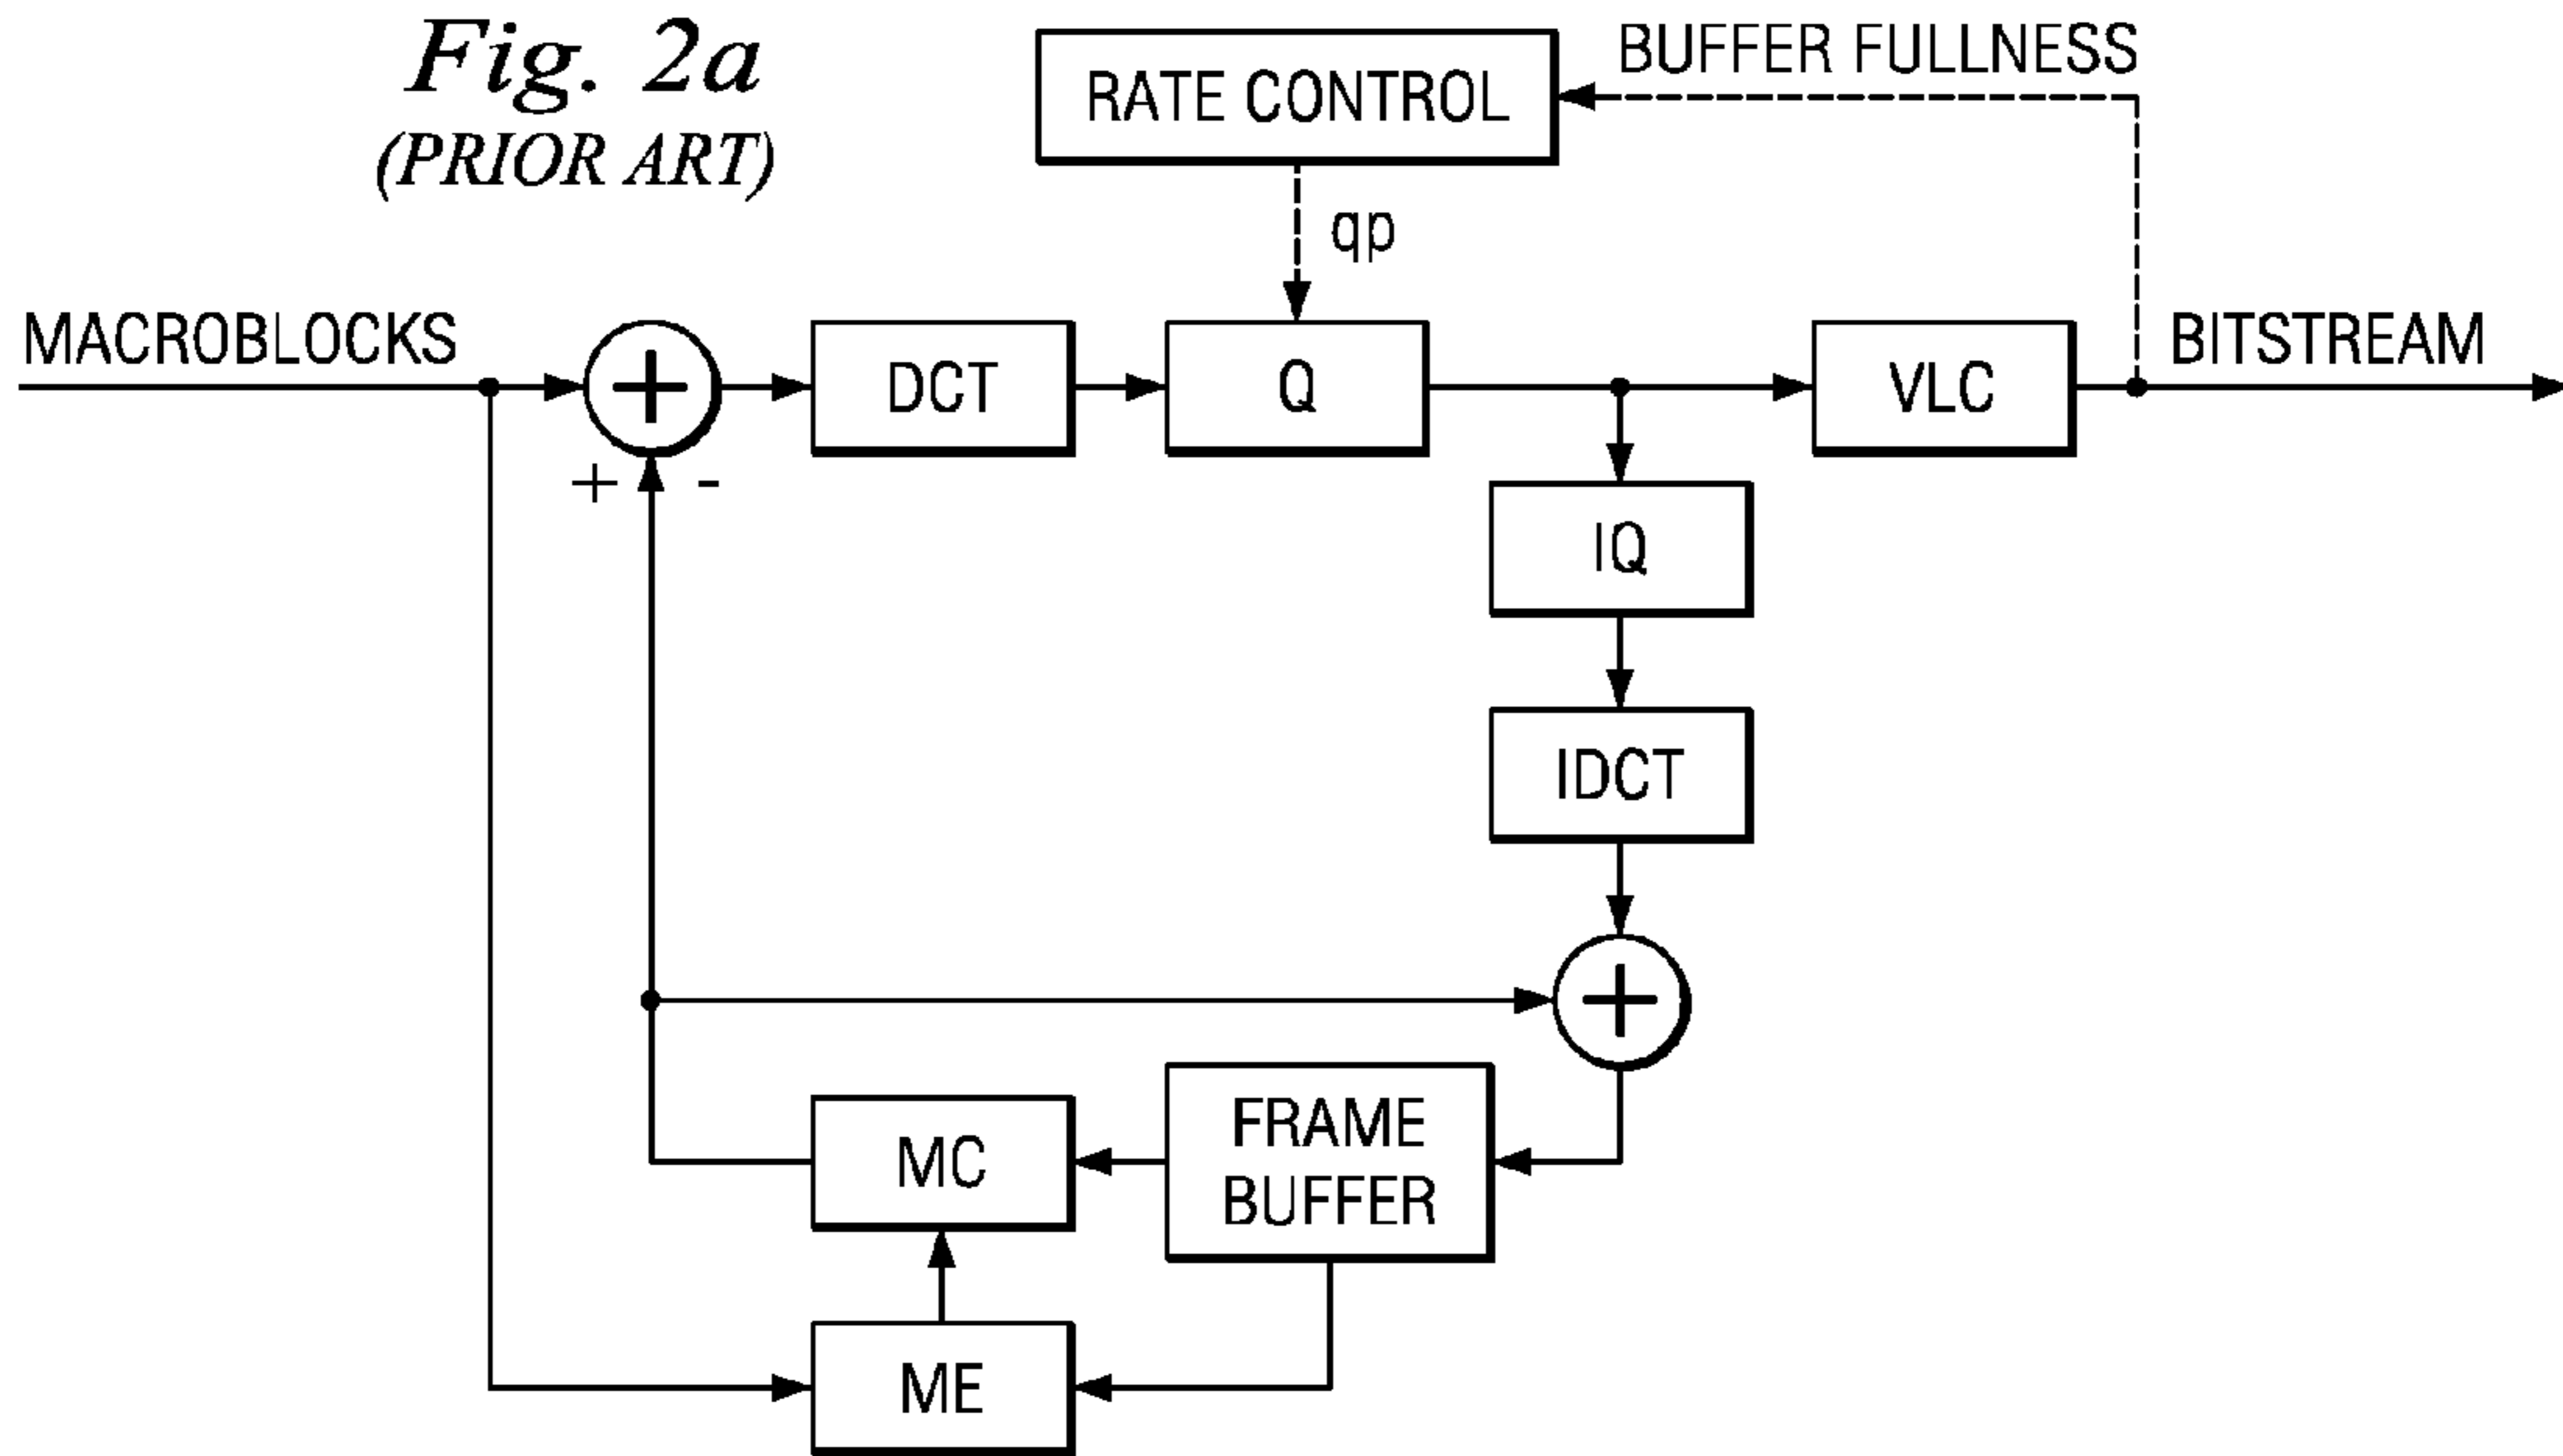 Fig. 2a
(PRIOR ART)
RATE CONTROL
BUFFER FULLNESS
qp
MACROBLOCKS
+
DCT
Q
VLC
BITSTREAM
+ -
IQ
IDCT
+
MC
FRAME
BUFFER
ME